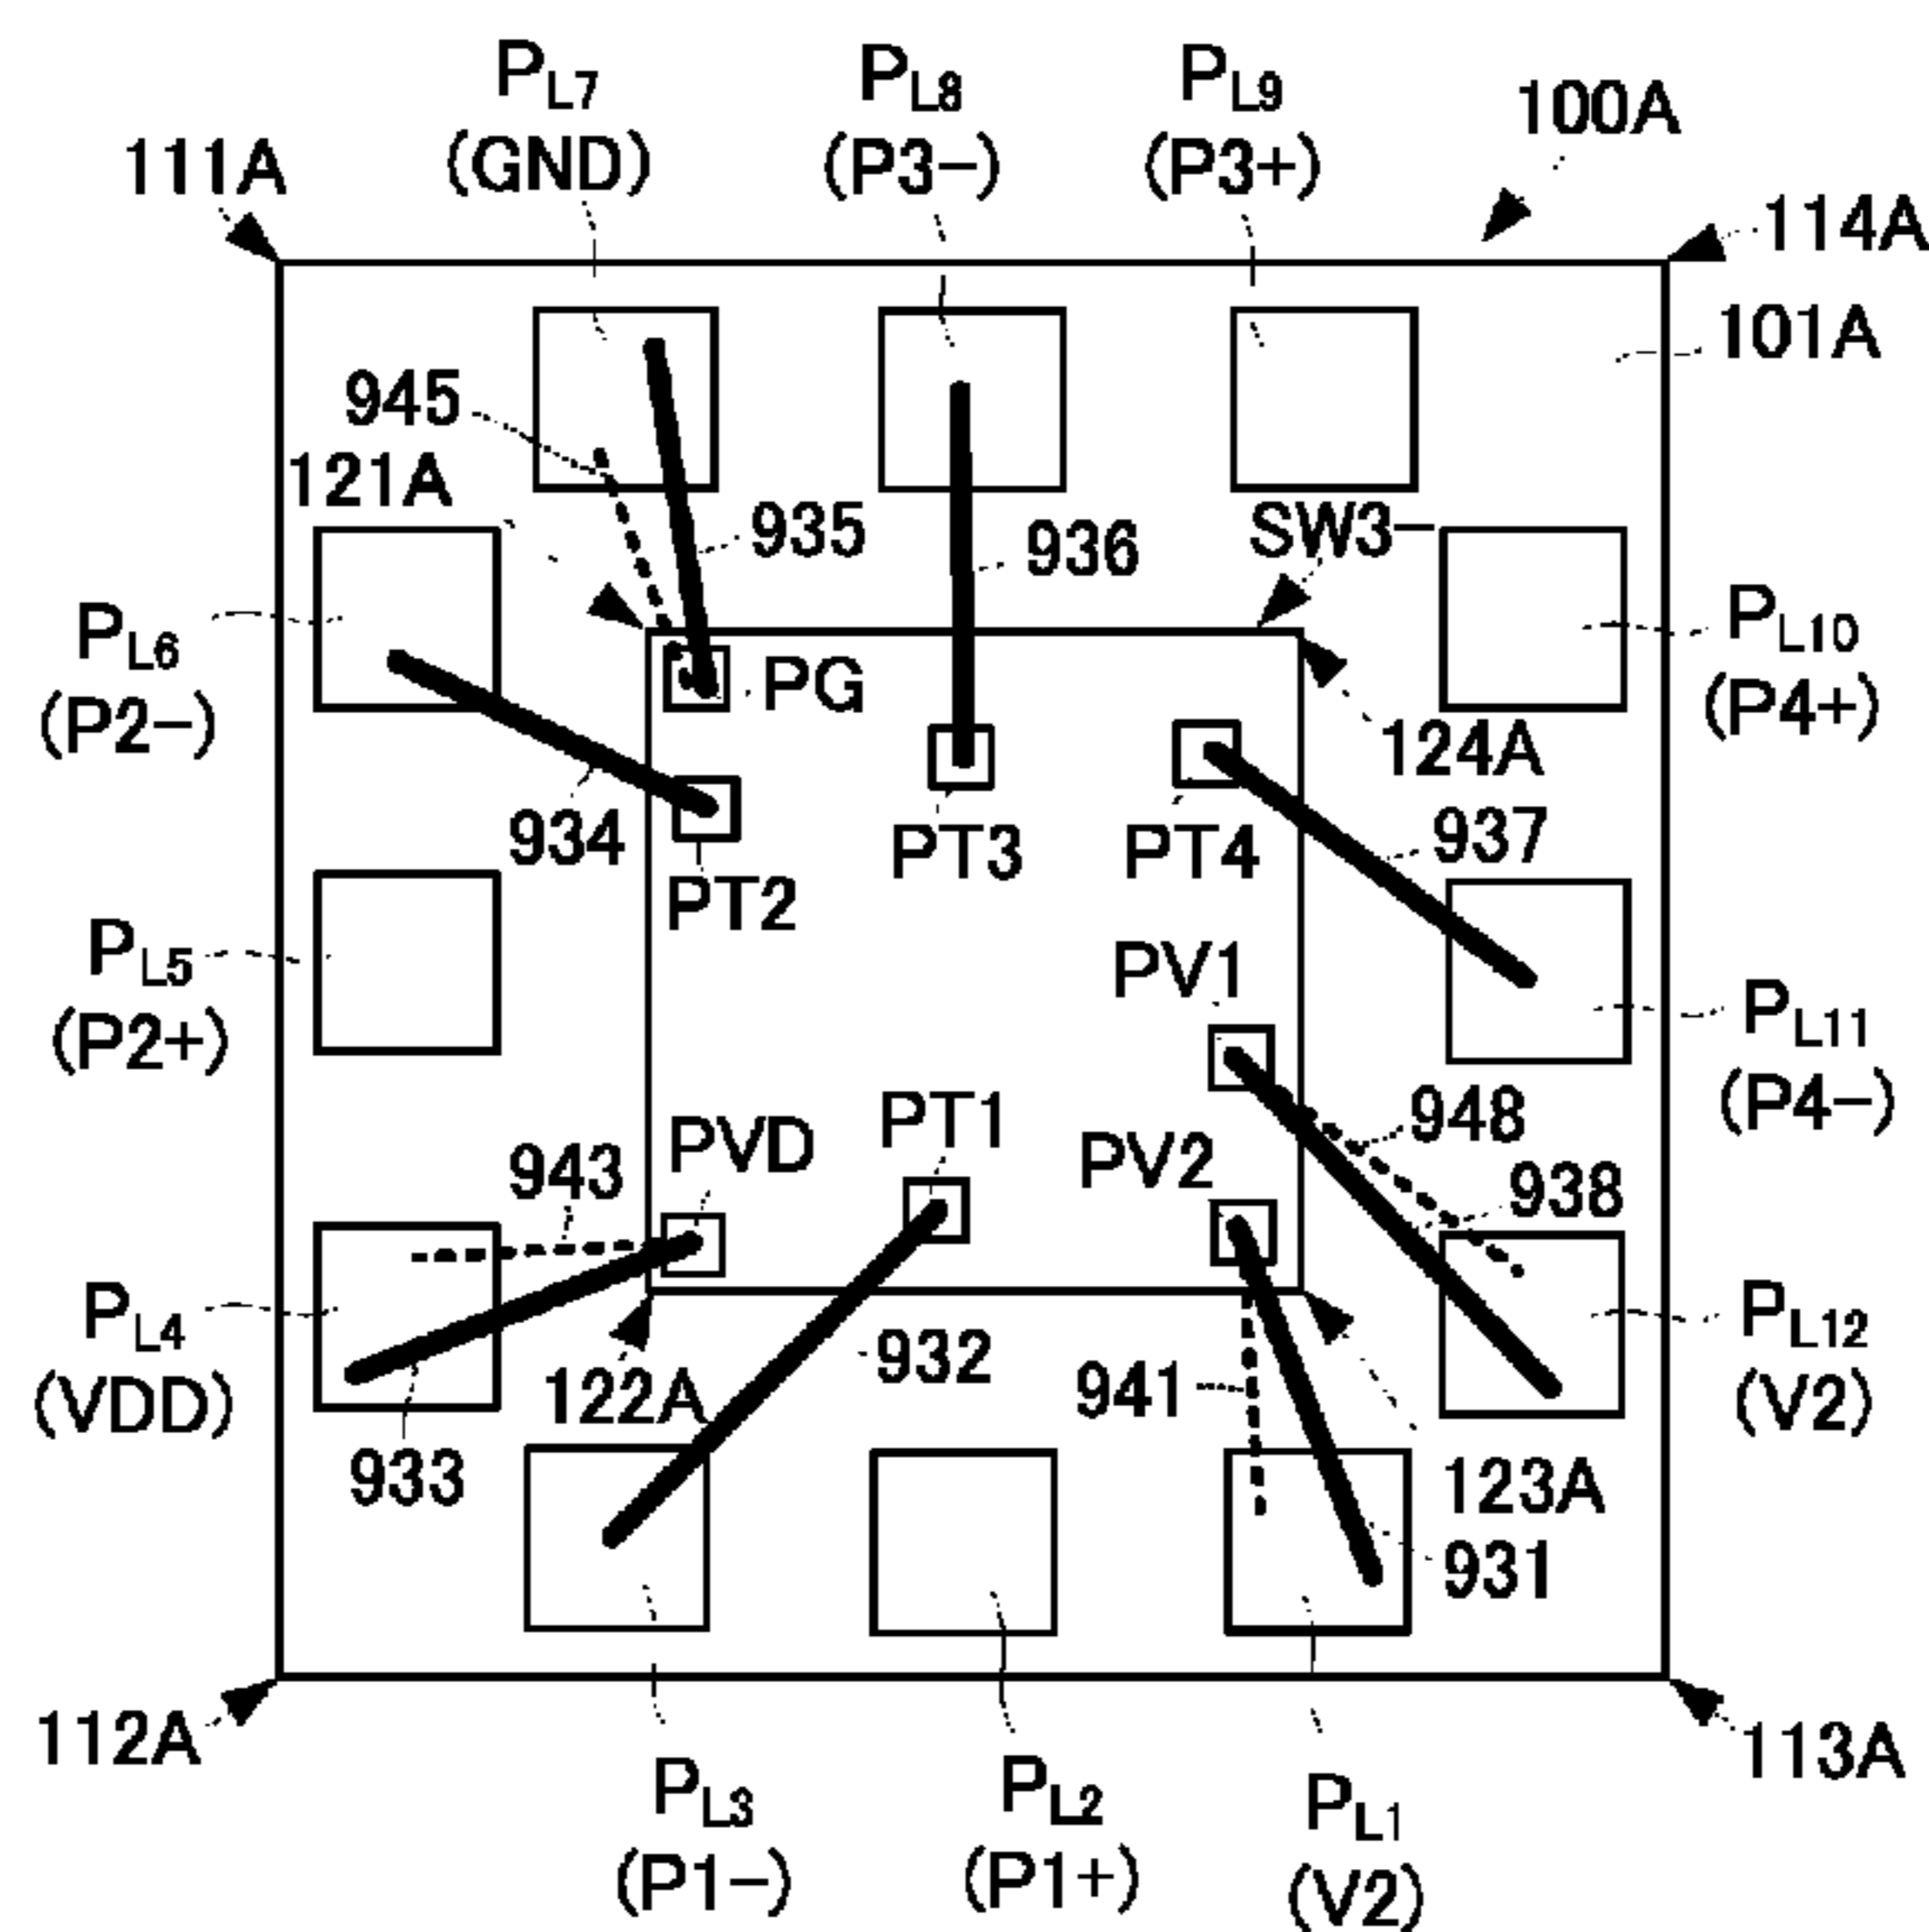 PL7 PL8 PL9 100A
111A (GND) (P3-) (P3+) 114A
101A
945
121A 935 936 SW3-
PL6 PG PL10
(P2-) 124A (P4+)
934 PT2 PT3 PT4 937
PL5 PV1 PL11
(P2+) (P4-)
943 PVD PT1 PV2 948
938
PL4 122A 932 941 PL12
(VDD) (V2)
933 123A
931
112A 113A
PL3 PL2 PL1
(P1-) (P1+) (V2)